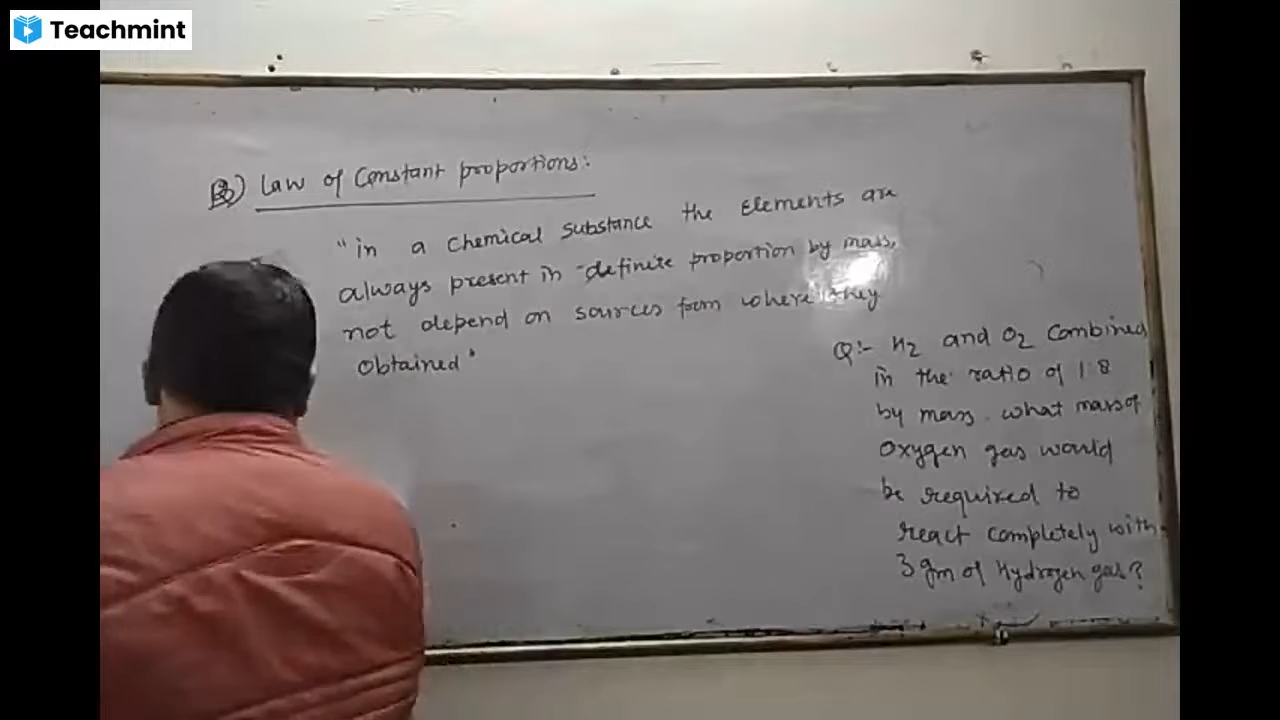 Teachmint
B) Law of Constant proportions:
"in a chemical substance the elements are
always present in definite proportion by mass,
not depend on sources from where they
obtained"
Q:- H₂ and O₂ combined
in the ratio of 1:8
by mass. what mass of
oxygen gas would
be required to
react completely with
3 gm of Hydrogen gas?